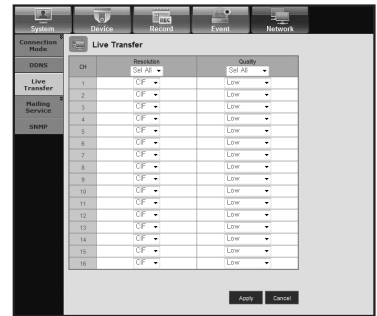 System Device Record Event Network
Connection
Mode
DDNS
Live
Transfer
Mailing
Service
SNMP
Live Transfer
CH Resolution Quality
Sel All Sel All
1 CIF Low
2 CIF Low
3 CIF Low
4 CIF Low
5 CIF Low
6 CIF Low
7 CIF Low
8 CIF Low
9 CIF Low
10 CIF Low
11 CIF Low
12 CIF Low
13 CIF Low
14 CIF Low
15 CIF Low
16 CIF Low
Apply Cancel